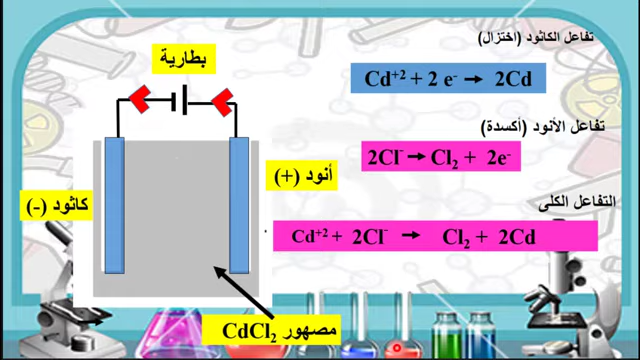 تفاعل الكاثود (اختزال)
Cd⁺² + 2 e⁻ → 2Cd
تفاعل الأنود (أكسدة)
2Cl⁻ → Cl₂ + 2e⁻
التفاعل الكلى
Cd⁺² + 2Cl⁻ → Cl₂ + 2Cd
بطارية
أنود (+)
كاثود (-)
مصهور CdCl₂